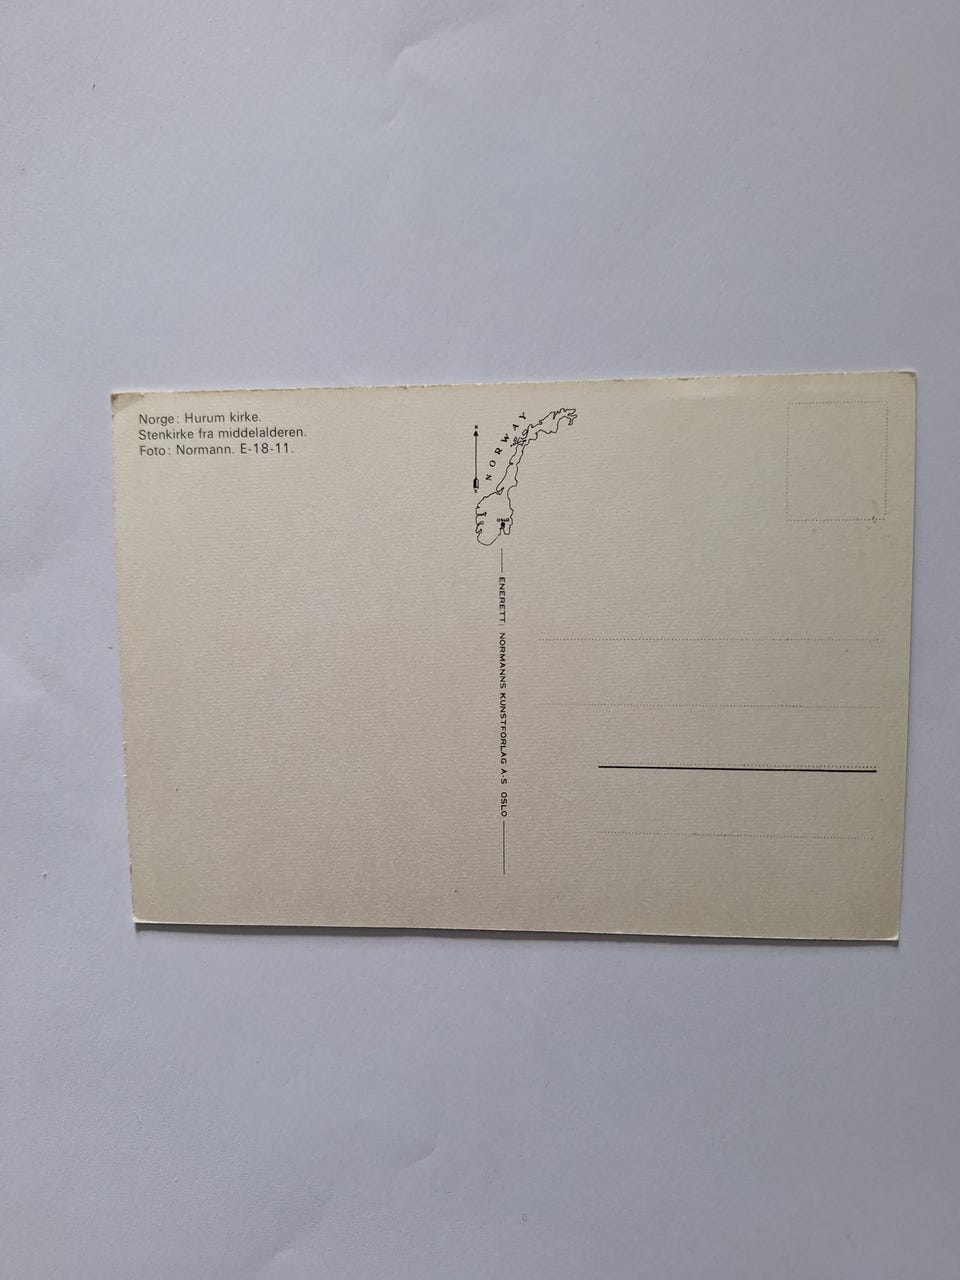 Norge: Hurum kirke.
Stenkirke fra middelalderen.
Foto: Normann. E-18-11.
NORWAY
ENERETT: NORMANNS KUNSTFORLAG A.S OSLO